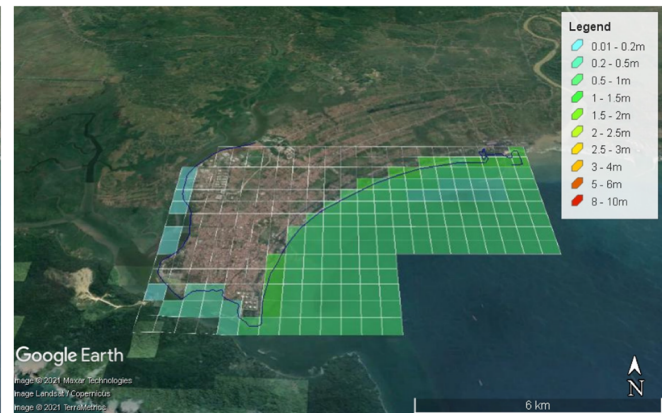 Legend
0.01 - 0.2m
0.2 - 0.5m
0.5 - 1m
1 - 1.5m
1.5 - 2m
2 - 2.5m
2.5 - 3m
3 - 4m
5 - 6m
8 - 10m
Google Earth
Image © 2021 Maxar Technologies
Image Landsat / Copernicus
Image © 2021 TerraMetrics
N
6 km